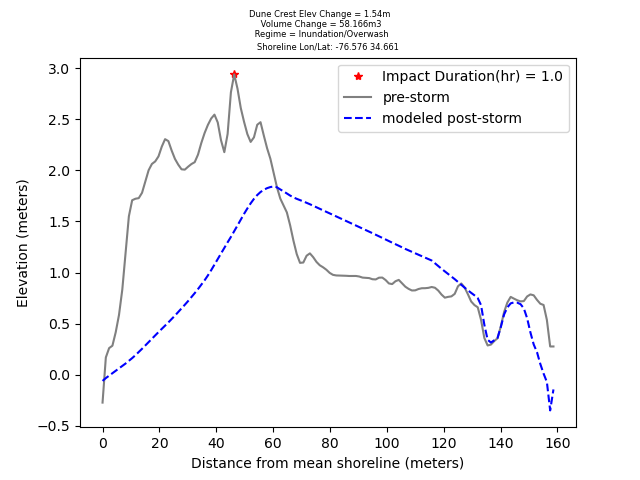 Dune Crest Elev Change = 1.54m
Volume Change = 58.166m3
Regime = Inundation/Overwash
Shoreline Lon/Lat: -76.576 34.661
Impact Duration(hr) = 1.0
pre-storm
modeled post-storm
3.0
2.5
2.0
1.5
1.0
0.5
0.0
−0.5
Elevation (meters)
0 20 40 60 80 100 120 140 160
Distance from mean shoreline (meters)